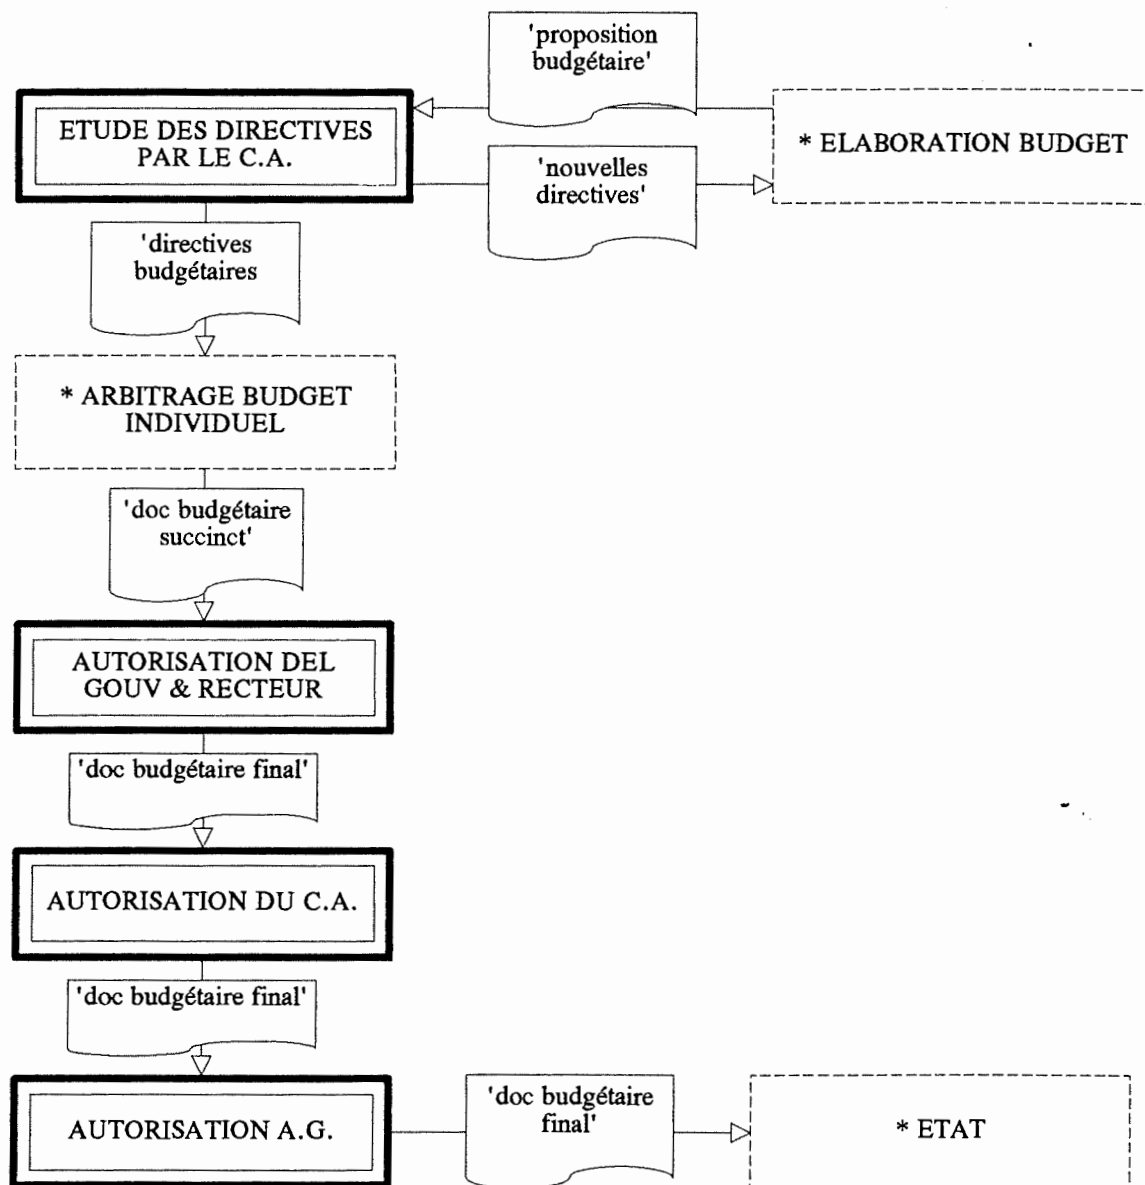 'proposition
budgétaire'
ETUDE DES DIRECTIVES
PAR LE C.A.
* ELABORATION BUDGET
'nouvelles
directives'
'directives
budgétaires
* ARBITRAGE BUDGET
INDIVIDUEL
'doc budgétaire
succinct'
AUTORISATION DEL
GOUV & RECTEUR
'doc budgétaire final'
AUTORISATION DU C.A.
'doc budgétaire final'
AUTORISATION A.G.
'doc budgétaire
final'
* ETAT